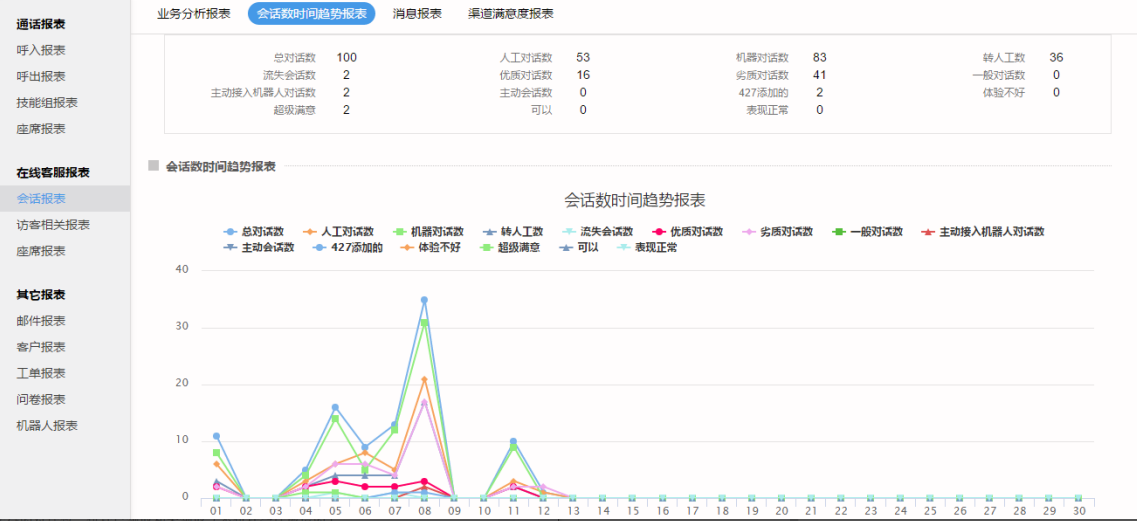 通话报表
呼入报表
呼出报表
技能组报表
座席报表
在线客服报表
会话报表
访客相关报表
座席报表
其它报表
邮件报表
客户报表
工单报表
问卷报表
机器人报表
业务分析报表 会话数时间趋势报表 消息报表 渠道满意度报表
总对话数 100 人工对话数 53 机器对话数 83 转人工数 36
流失会话数 2 优质对话数 16 劣质对话数 41 一般对话数 0
主动接入机器人对话数 2 主动会话数 0 427添加的 2 体验不好 0
超级满意 2 可以 0 表现正常 0
会话数时间趋势报表
会话数时间趋势报表
总对话数 人工对话数 机器对话数 转人工数 流失会话数 优质对话数 劣质对话数 一般对话数 主动接入机器人对话数
主动会话数 427添加的 体验不好 超级满意 可以 表现正常
40
30
20
10
0
01 02 03 04 05 06 07 08 09 10 11 12 13 14 15 16 17 18 19 20 21 22 23 24 25 26 27 28 29 30